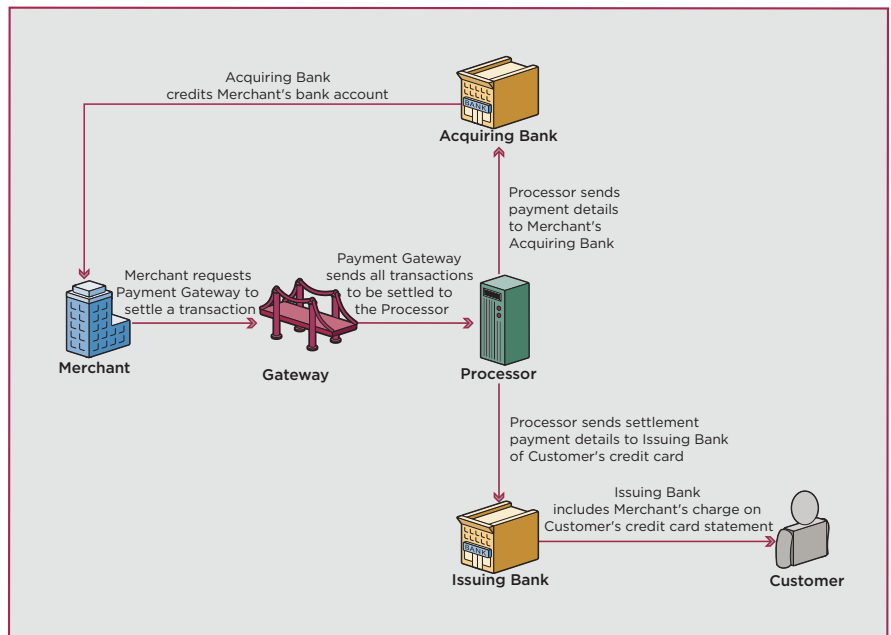 Acquiring Bank
credits Merchant's bank account
BANK
Acquiring Bank
Processor sends
payment details
to Merchant's
Acquiring Bank
Merchant requests
Payment Gateway to
settle a transaction
Payment Gateway
sends all transactions
to be settled to
the Processor
Merchant
Gateway
Processor
Processor sends settlement
payment details to Issuing Bank
of Customer's credit card
Issuing Bank
includes Merchant's charge on
Customer's credit card statement
BANK
Issuing Bank
Customer